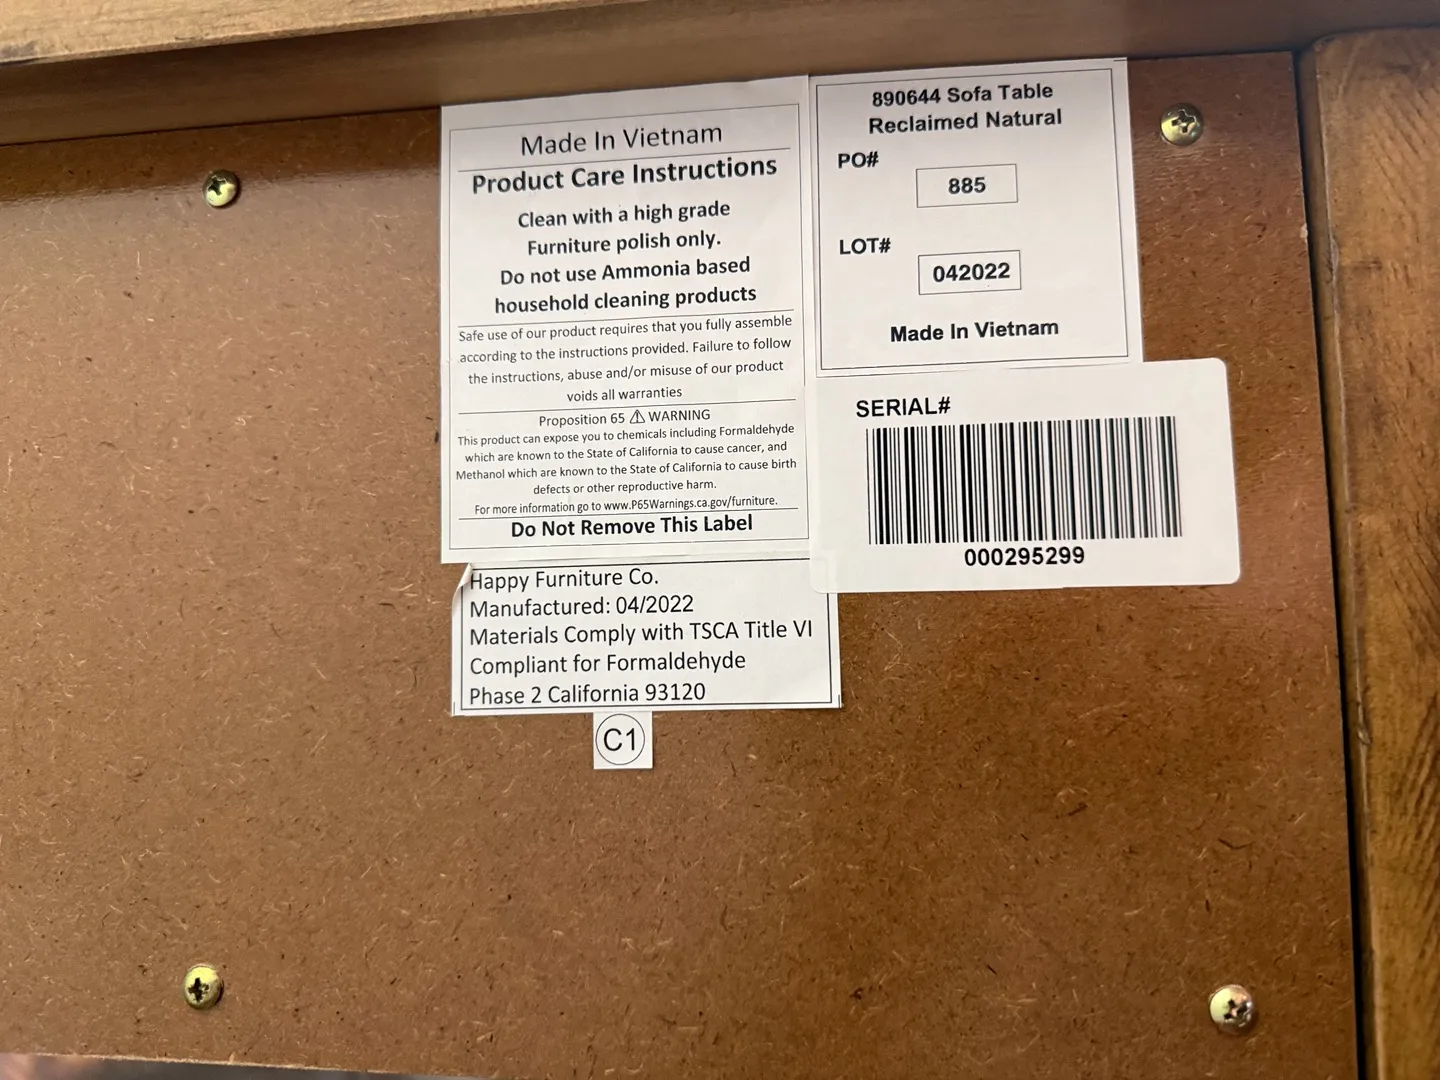 Made In Vietnam
Product Care Instructions
Clean with a high grade
Furniture polish only.
Do not use Ammonia based
household cleaning products
Safe use of our product requires that you fully assemble
according to the instructions provided. Failure to follow
the instructions, abuse and/or misuse of our product
voids all warranties
Proposition 65 ⚠ WARNING
This product can expose you to chemicals including Formaldehyde
which are known to the State of California to cause cancer, and
Methanol which are known to the State of California to cause birth
defects or other reproductive harm.
For more information go to www.P65Warnings.ca.gov/furniture.
Do Not Remove This Label
Happy Furniture Co.
Manufactured: 04/2022
Materials Comply with TSCA Title VI
Compliant for Formaldehyde
Phase 2 California 93120
C1
890644 Sofa Table
Reclaimed Natural
PO#
885
LOT#
042022
Made In Vietnam
SERIAL#
000295299